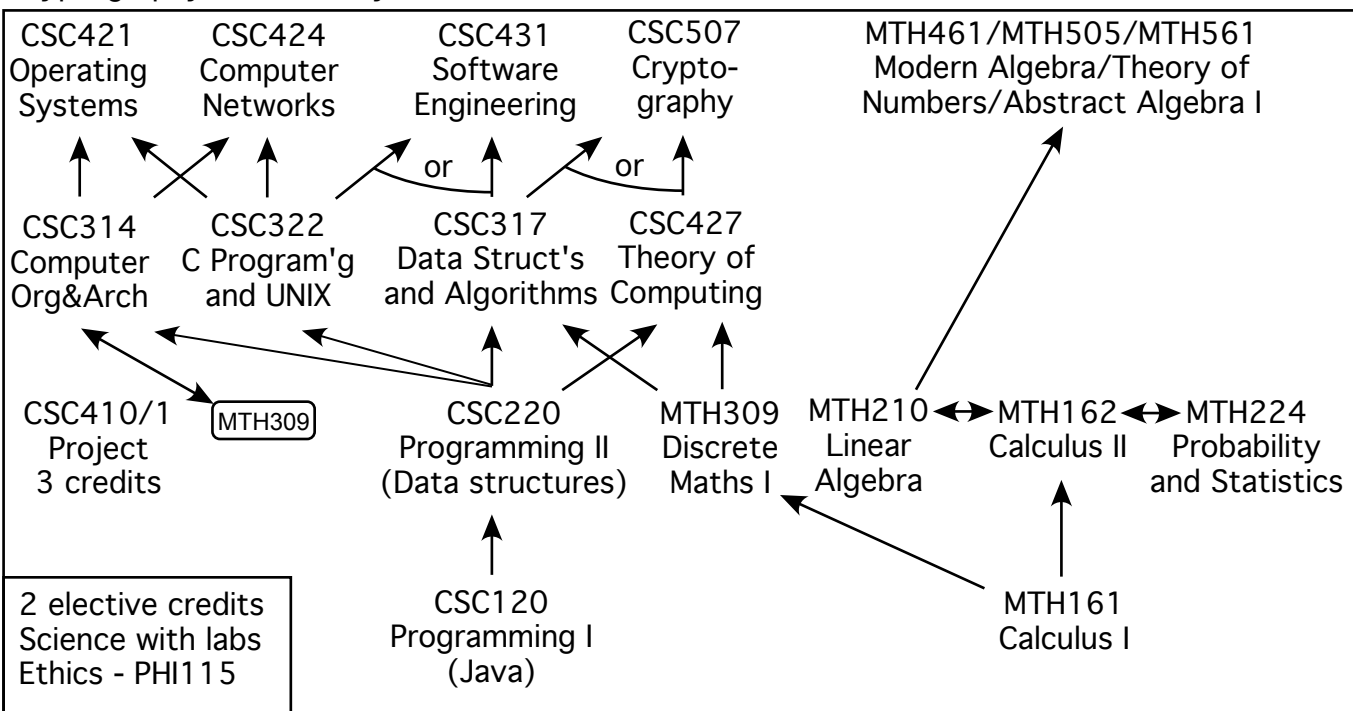 CSC421
Operating
Systems
CSC424
Computer
Networks
CSC431
Software
Engineering
CSC507
Crypto-
graphy
MTH461/MTH505/MTH561
Modern Algebra/Theory of
Numbers/Abstract Algebra I
or
or
CSC314
Computer
Org&Arch
CSC322
C Program'g
and UNIX
CSC317
Data Struct's
and Algorithms
CSC427
Theory of
Computing
CSC410/1
Project
3 credits
MTH309
CSC220
Programming II
(Data structures)
MTH309
Discrete
Maths I
MTH210
Linear
Algebra
MTH162
Calculus II
MTH224
Probability
and Statistics
2 elective credits
Science with labs
Ethics - PHI115
CSC120
Programming I
(Java)
MTH161
Calculus I